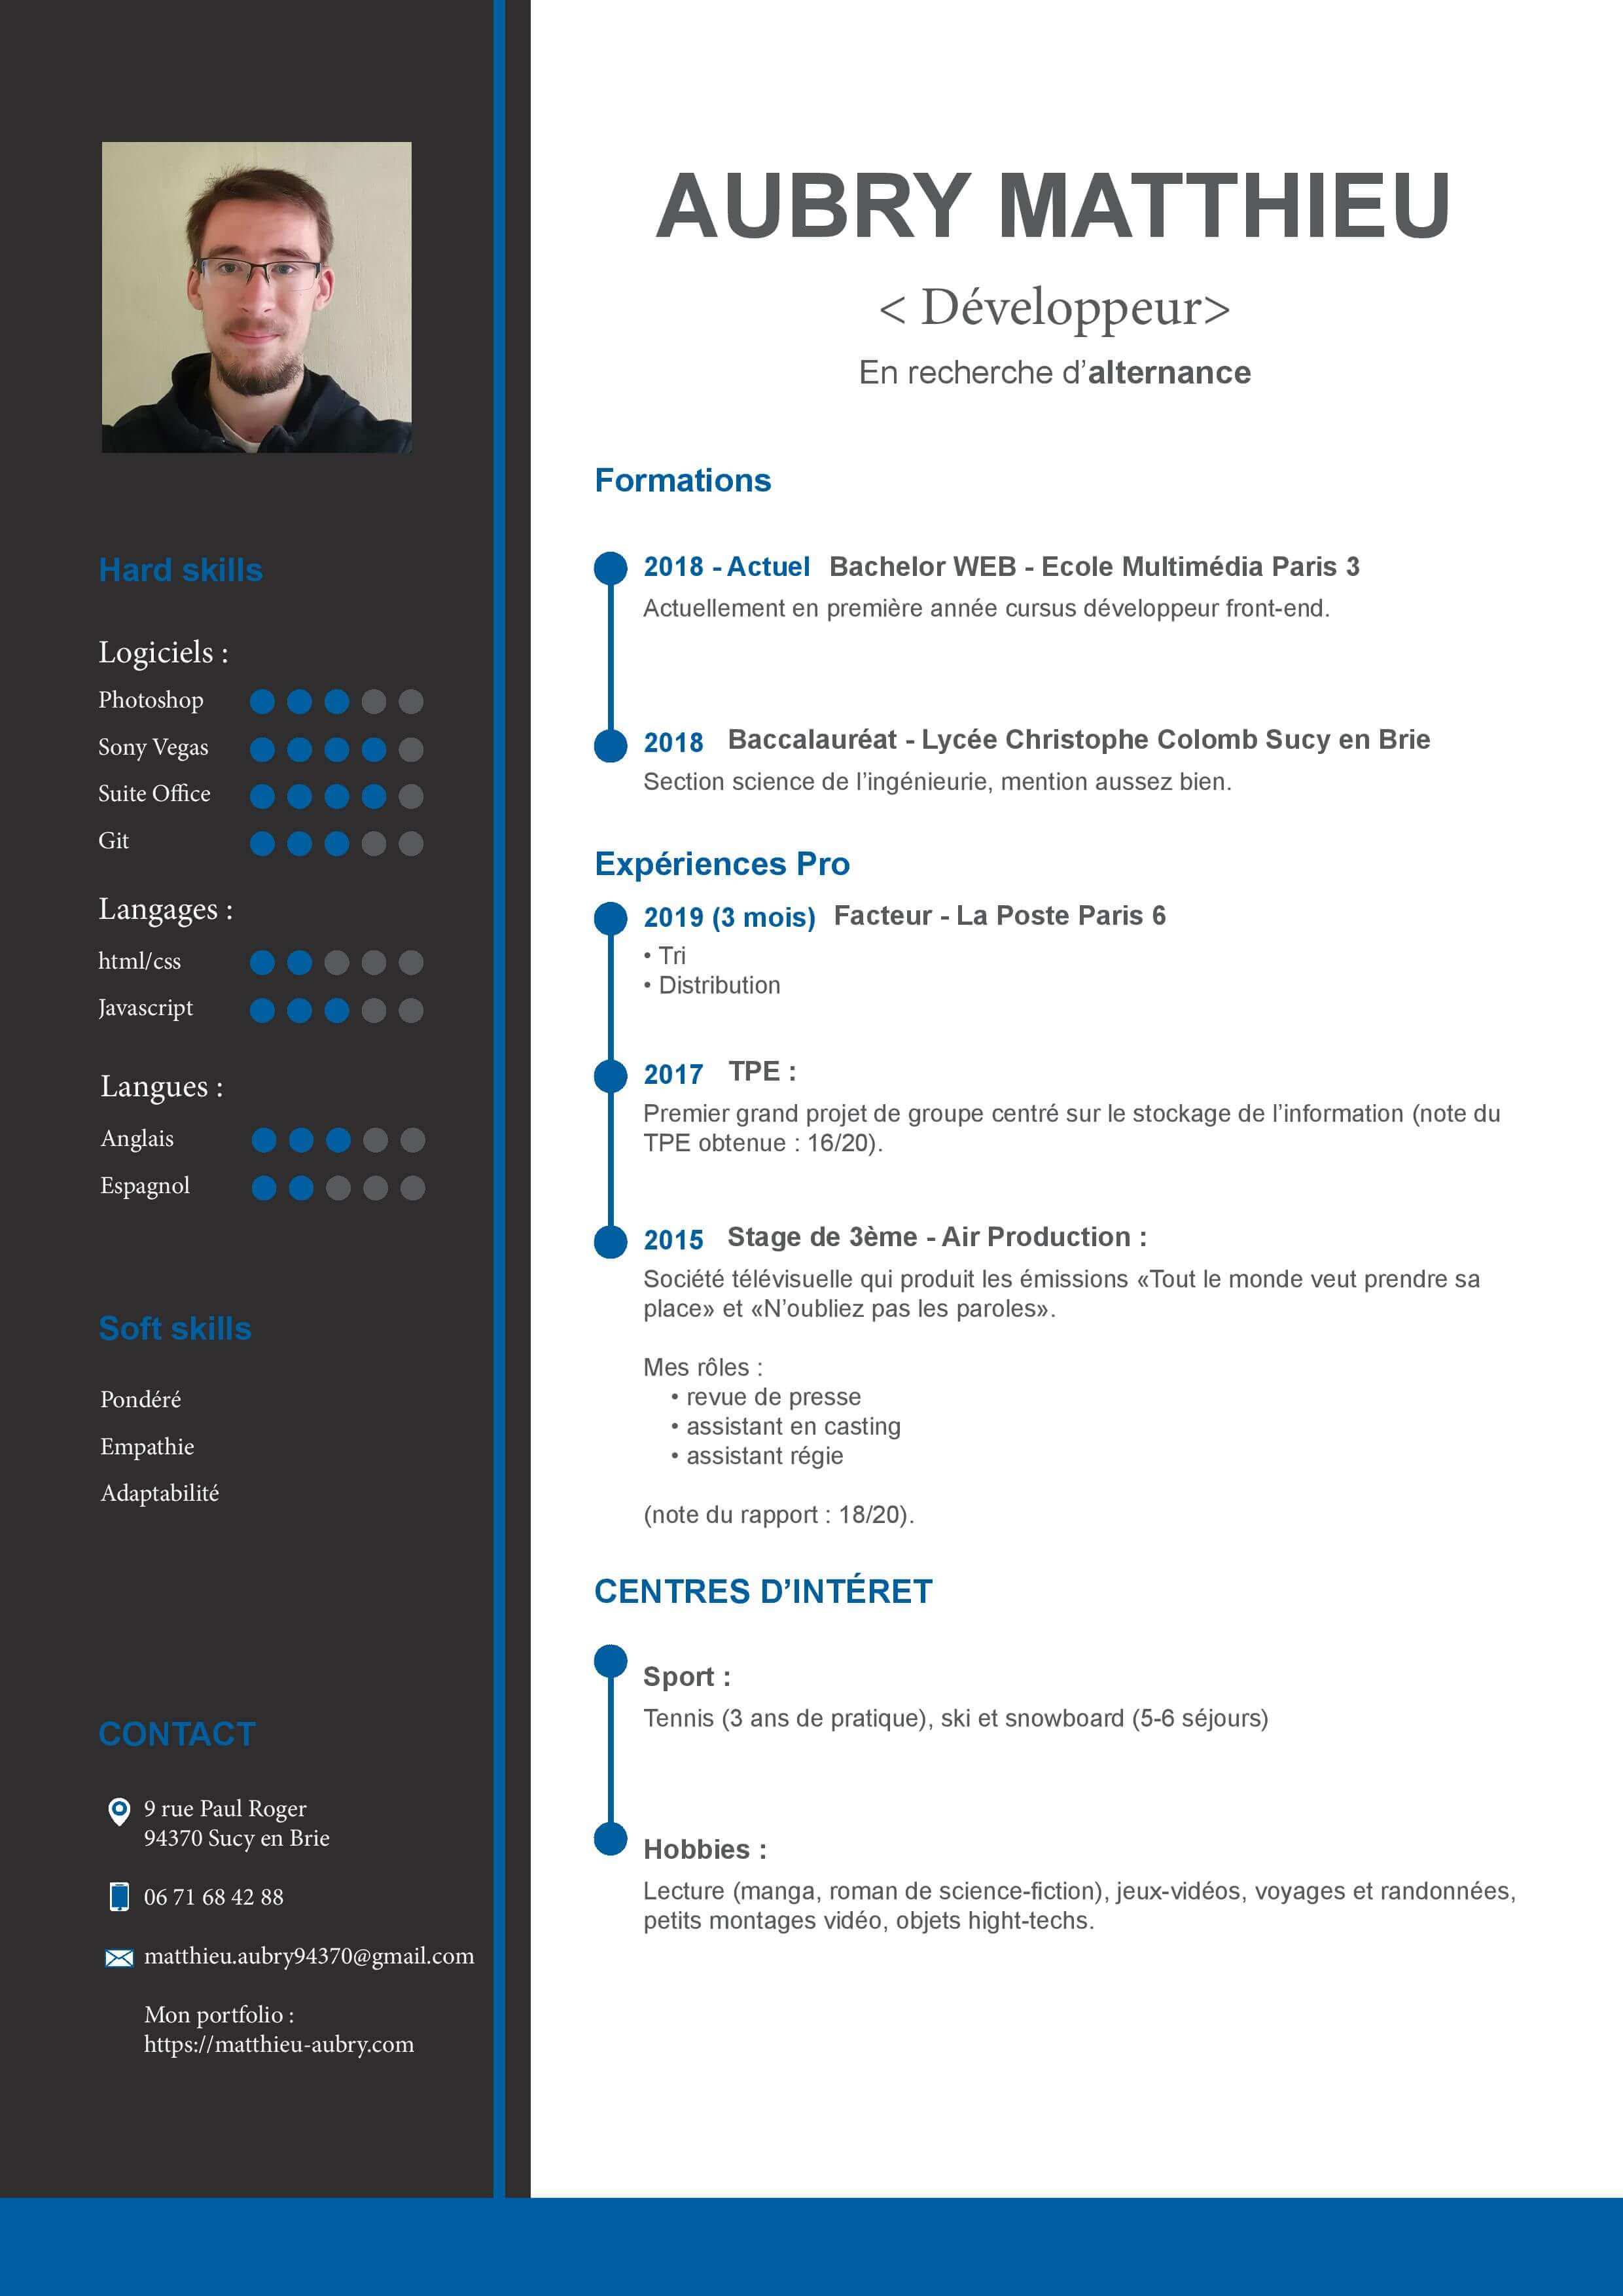 AUBRY MATTHIEU
< Développeur>
En recherche d’alternance
Hard skills
Logiciels :
Photoshop
Sony Vegas
Suite Office
Git
Langages :
html/css
Javascript
Langues :
Anglais
Espagnol
Soft skills
Pondéré
Empathie
Adaptabilité
CONTACT
9 rue Paul Roger
94370 Sucy en Brie
06 71 68 42 88
matthieu.aubry94370@gmail.com
Mon portfolio :
https://matthieu-aubry.com
Formations
2018 - Actuel Bachelor WEB - Ecole Multimédia Paris 3
Actuellement en première année cursus développeur front-end.
2018 Baccalauréat - Lycée Christophe Colomb Sucy en Brie
Section science de l’ingénieurie, mention aussez bien.
Expériences Pro
2019 (3 mois) Facteur - La Poste Paris 6
• Tri
• Distribution
2017 TPE :
Premier grand projet de groupe centré sur le stockage de l’information (note du
TPE obtenue : 16/20).
2015 Stage de 3ème - Air Production :
Société télévisuelle qui produit les émissions «Tout le monde veut prendre sa
place» et «N’oubliez pas les paroles».
Mes rôles :
• revue de presse
• assistant en casting
• assistant régie
(note du rapport : 18/20).
CENTRES D’INTÉRET
Sport :
Tennis (3 ans de pratique), ski et snowboard (5-6 séjours)
Hobbies :
Lecture (manga, roman de science-fiction), jeux-vidéos, voyages et randonnées,
petits montages vidéo, objets hight-techs.